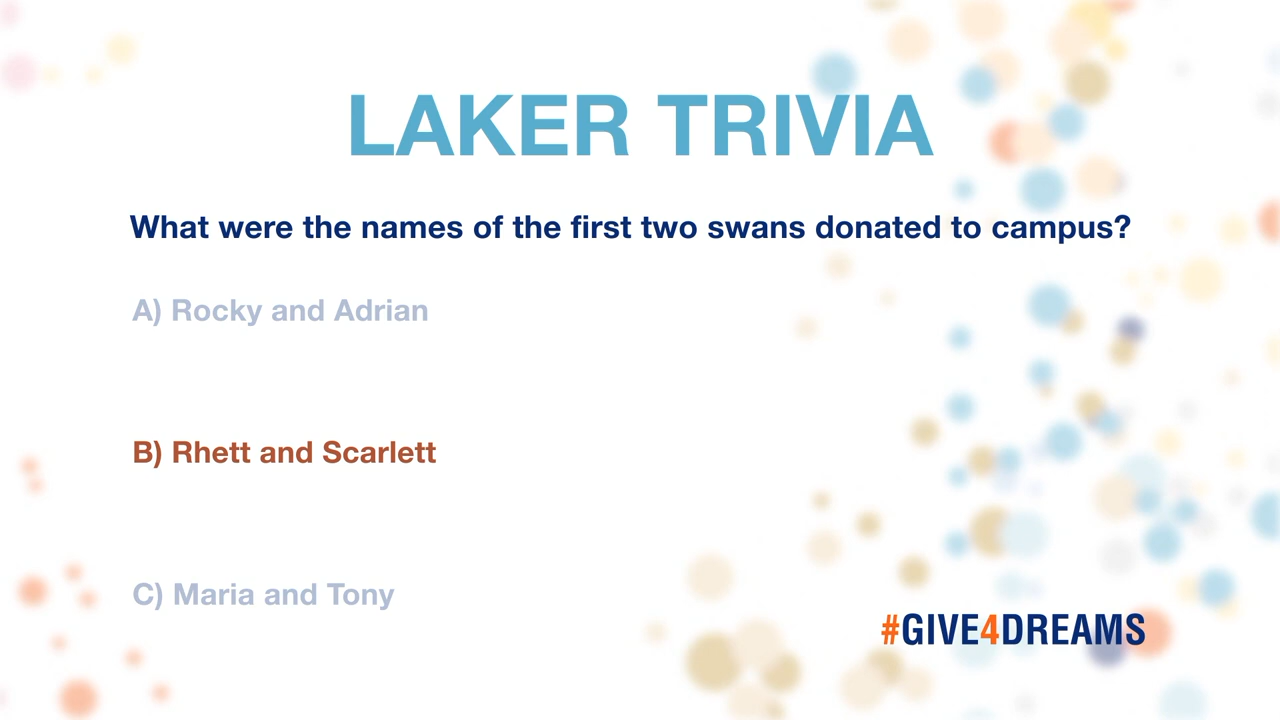 LAKER TRIVIA
What were the names of the first two swans donated to campus?
A) Rocky and Adrian
B) Rhett and Scarlett
C) Maria and Tony
#GIVE4DREAMS